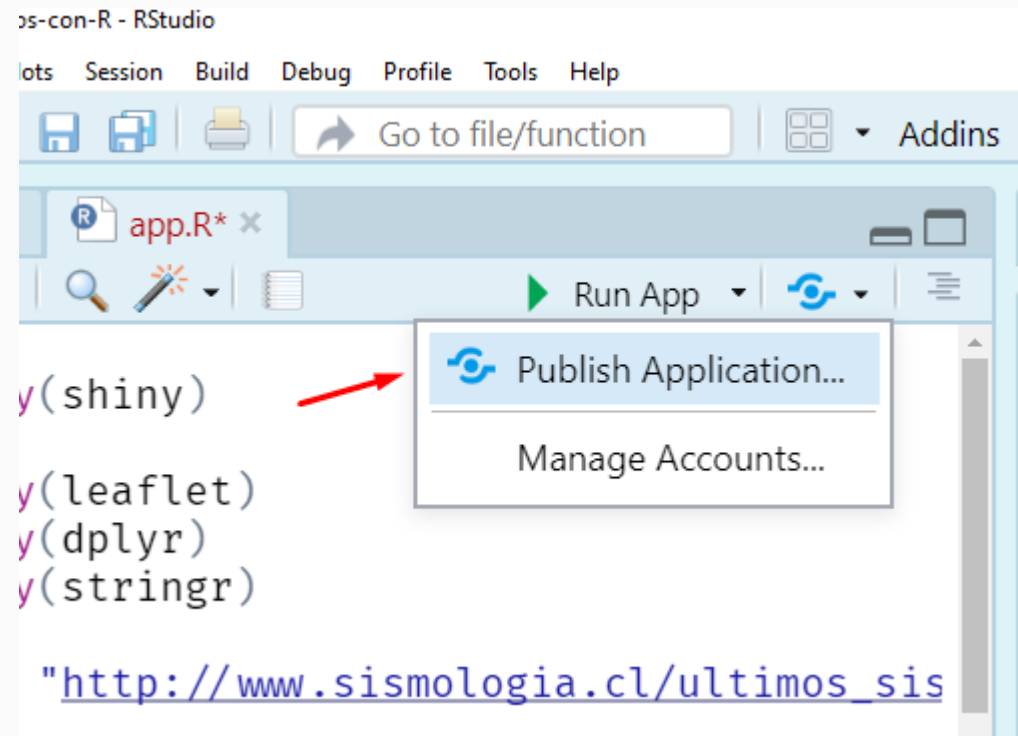 os-con-R - RStudio
lots Session Build Debug Profile Tools Help
Go to file/function Addins
R app.R* ×
Run App
Publish Application...
y(shiny)
Manage Accounts...
y(leaflet)
y(dplyr)
y(stringr)
"http://www.sismologia.cl/ultimos_sis